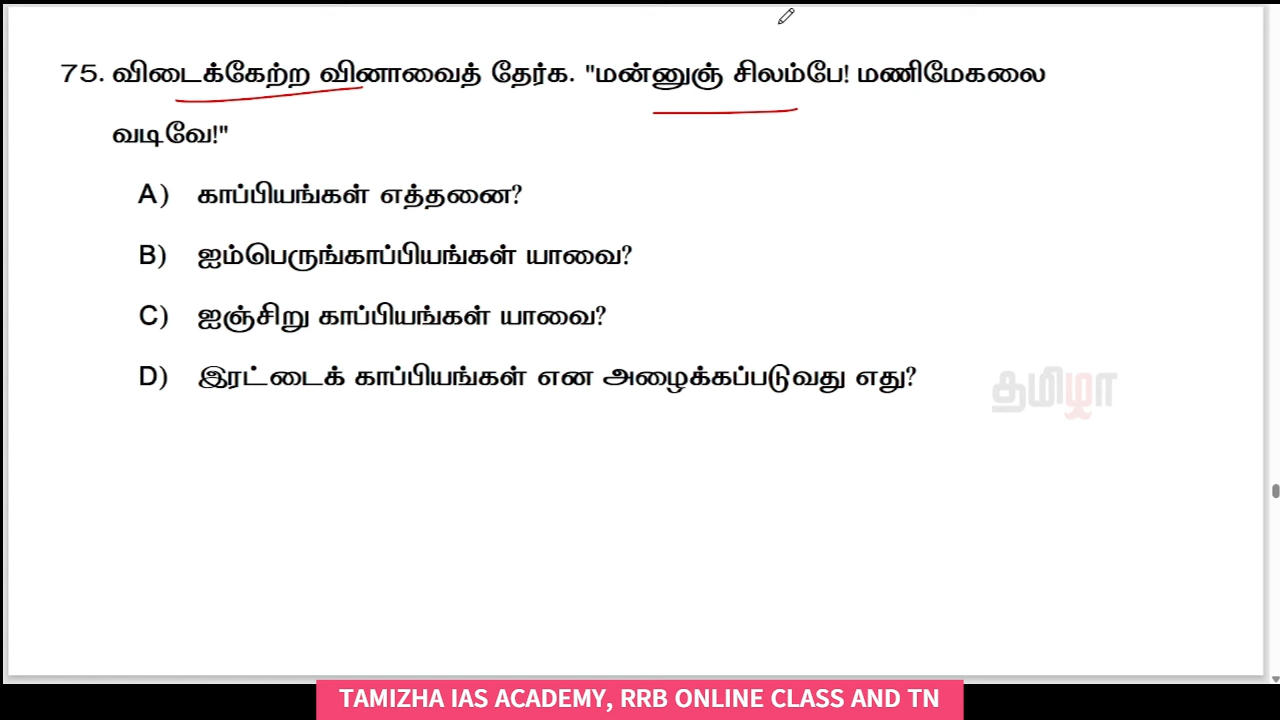 75. விடைக்கேற்ற வினாவைத் தேர்க. "மன்னுஞ் சிலம்பே! மணிமேகலை
வடிவே!"
A) காப்பியங்கள் எத்தனை?
B) ஐம்பெருங்காப்பியங்கள் யாவை?
C) ஐஞ்சிறு காப்பியங்கள் யாவை?
D) இரட்டைக் காப்பியங்கள் என அழைக்கப்படுவது எது?
தமிழா
TAMIZHA IAS ACADEMY, RRB ONLINE CLASS AND TN